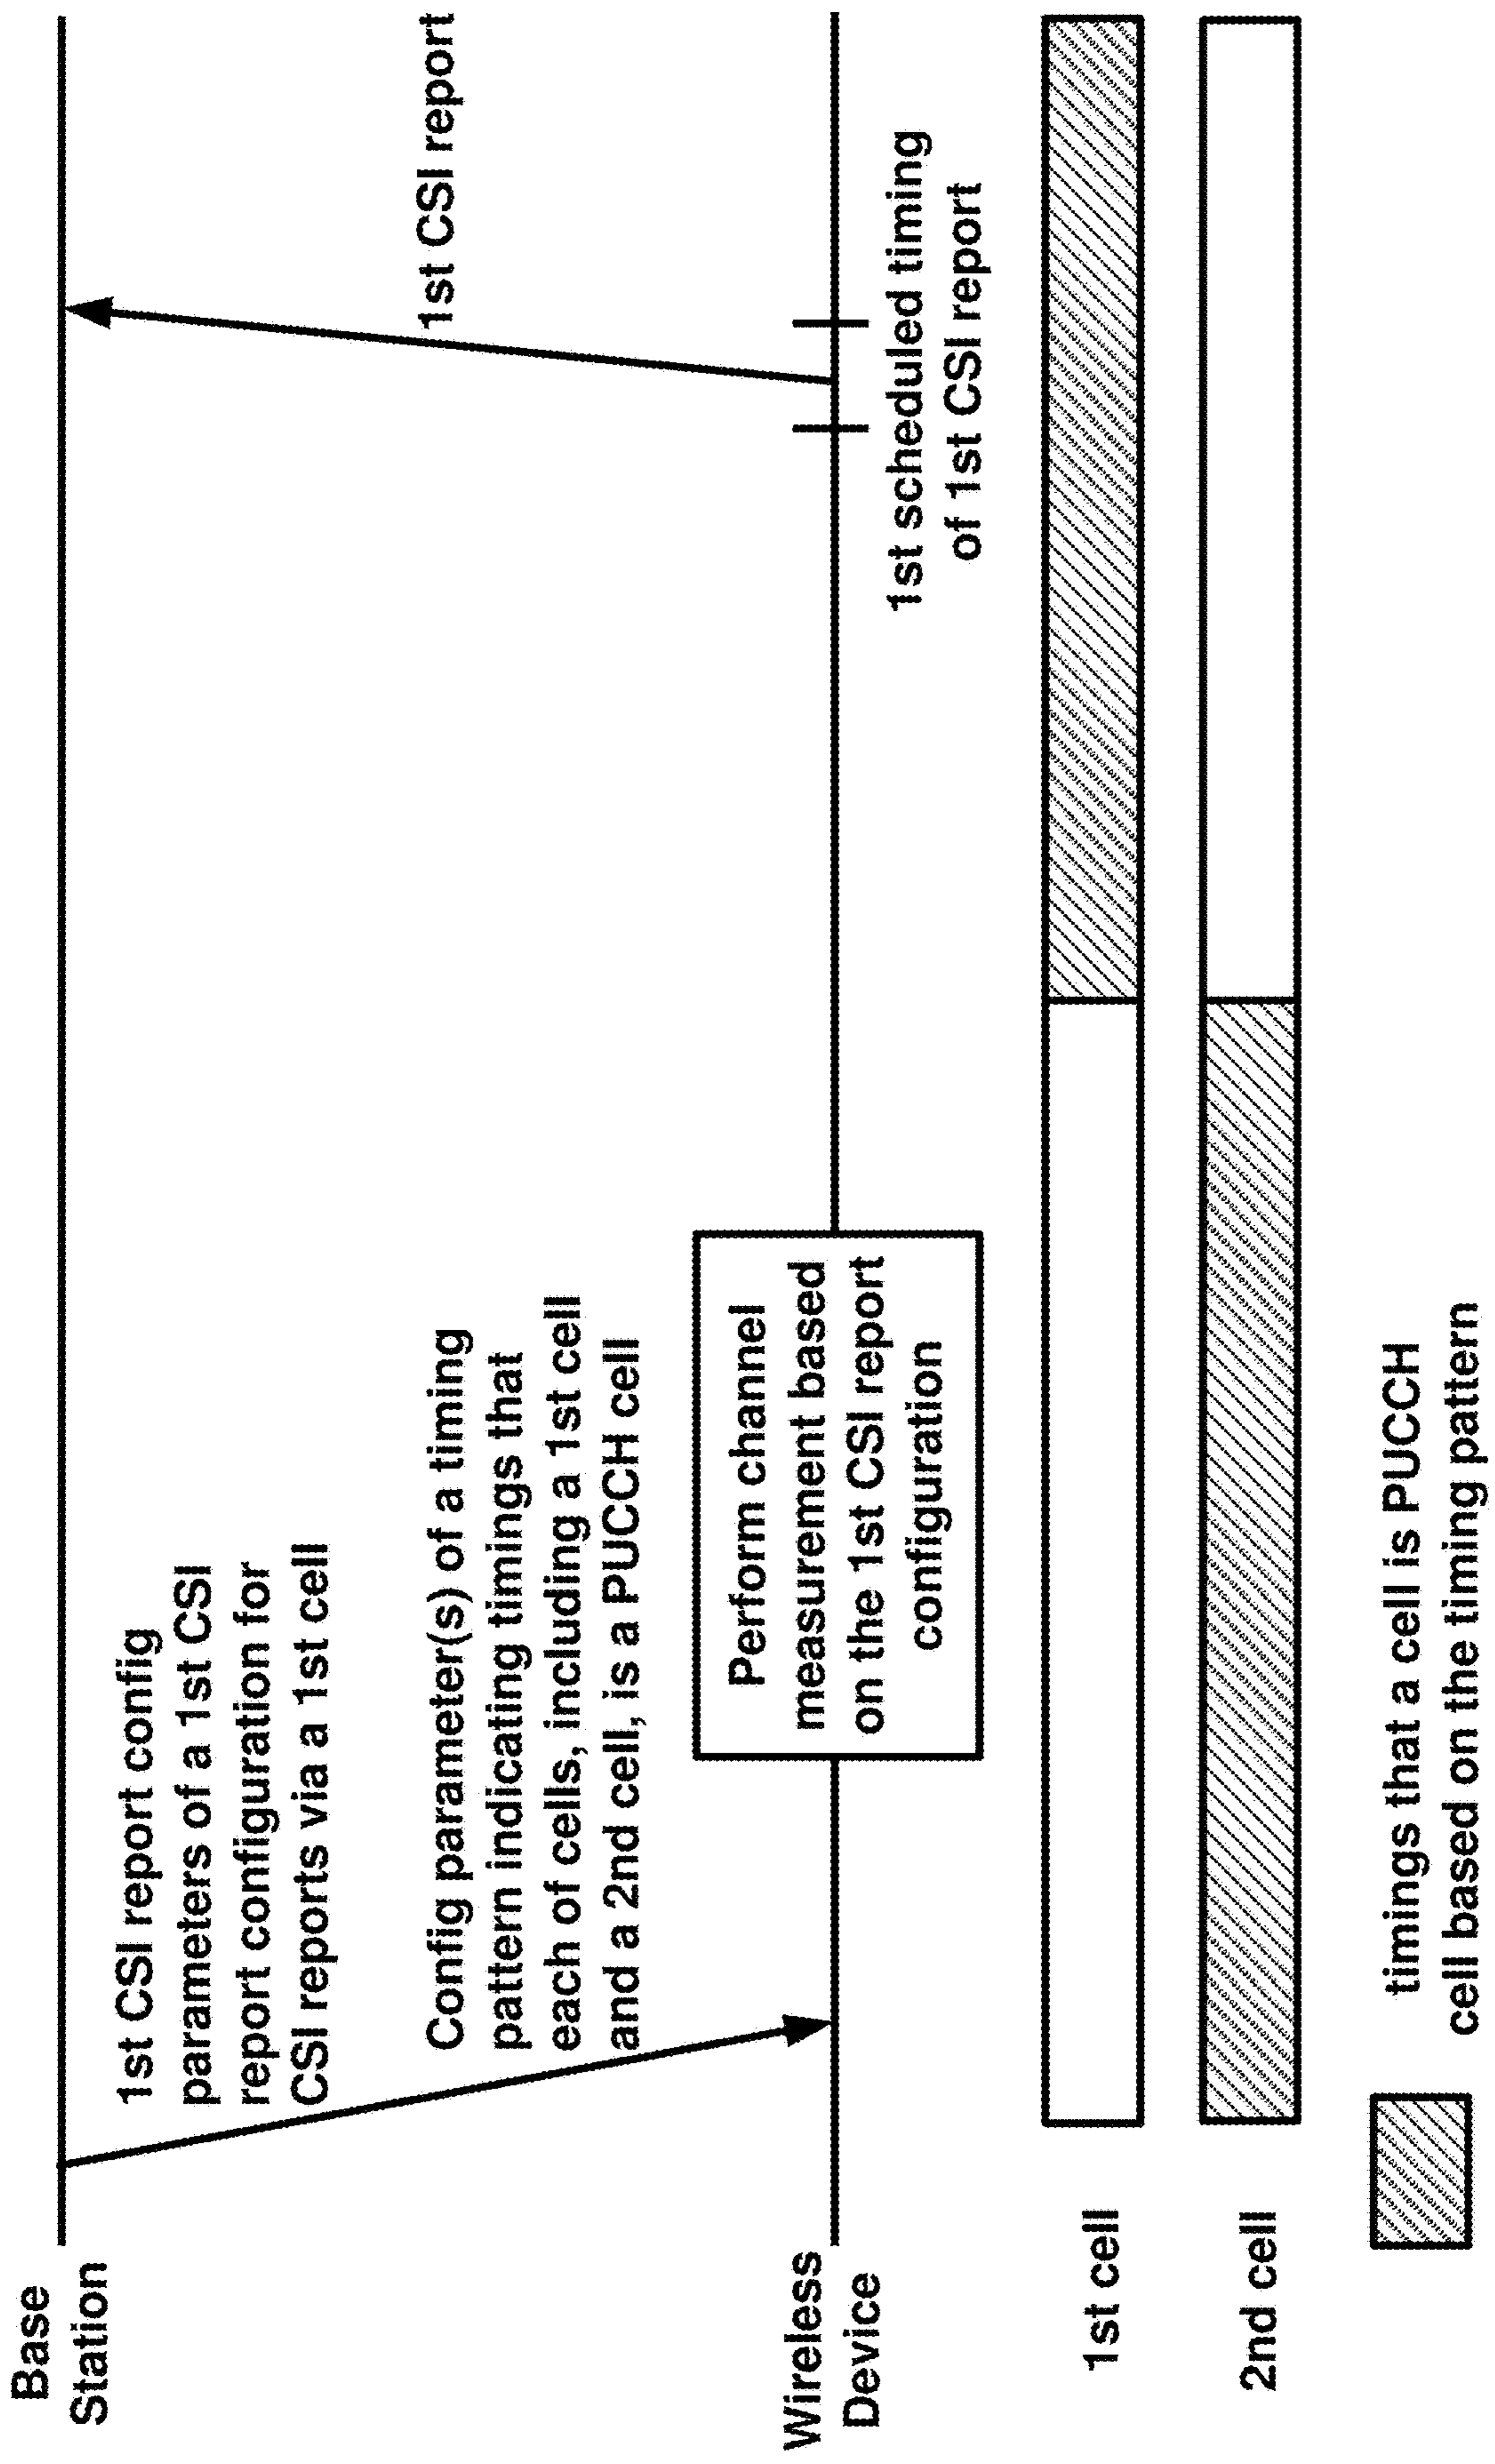 Base
Station
1st CSI report config
parameters of a 1st CSI
report configuration for
CSI reports via a 1st cell
Config parameter(s) of a timing
pattern indicating timings that
each of cells, including a 1st cell
and a 2nd cell, is a PUCCH cell
1st CSI report
Wireless
Device
Perform channel
measurement based
on the 1st CSI report
configuration
1st scheduled timing
of 1st CSI report
1st cell
2nd cell
timings that a cell is PUCCH
cell based on the timing pattern